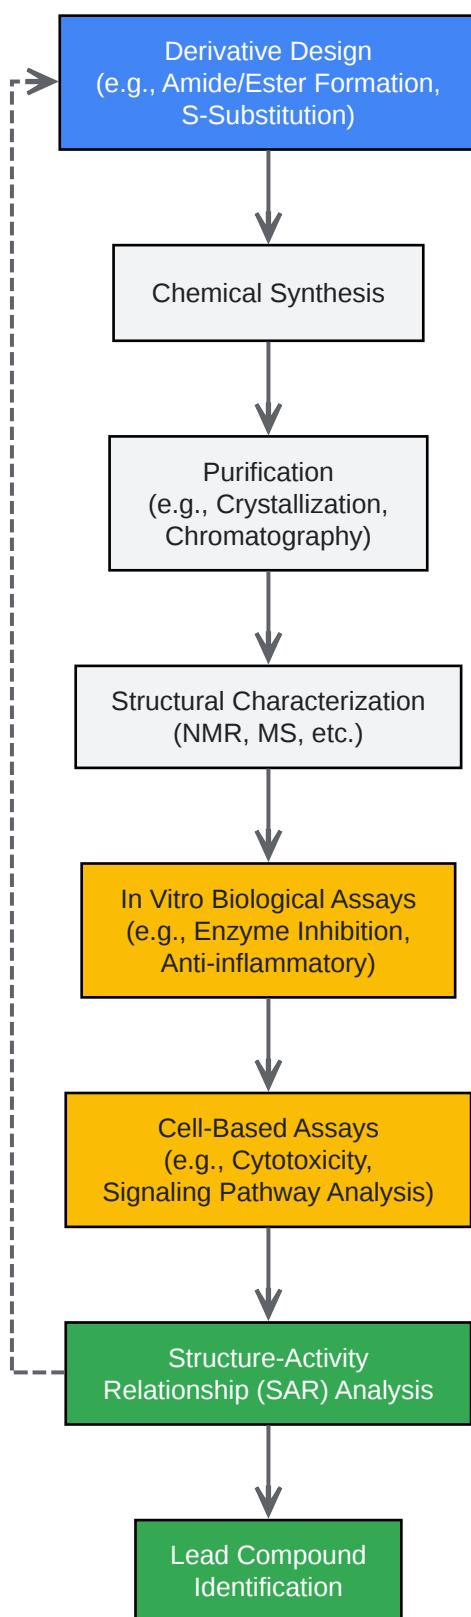 Derivative Design
(e.g., Amide/Ester Formation,
S-Substitution)
Chemical Synthesis
Purification
(e.g., Crystallization,
Chromatography)
Structural Characterization
(NMR, MS, etc.)
In Vitro Biological Assays
(e.g., Enzyme Inhibition,
Anti-inflammatory)
Cell-Based Assays
(e.g., Cytotoxicity,
Signaling Pathway Analysis)
Structure-Activity
Relationship (SAR) Analysis
Lead Compound
Identification